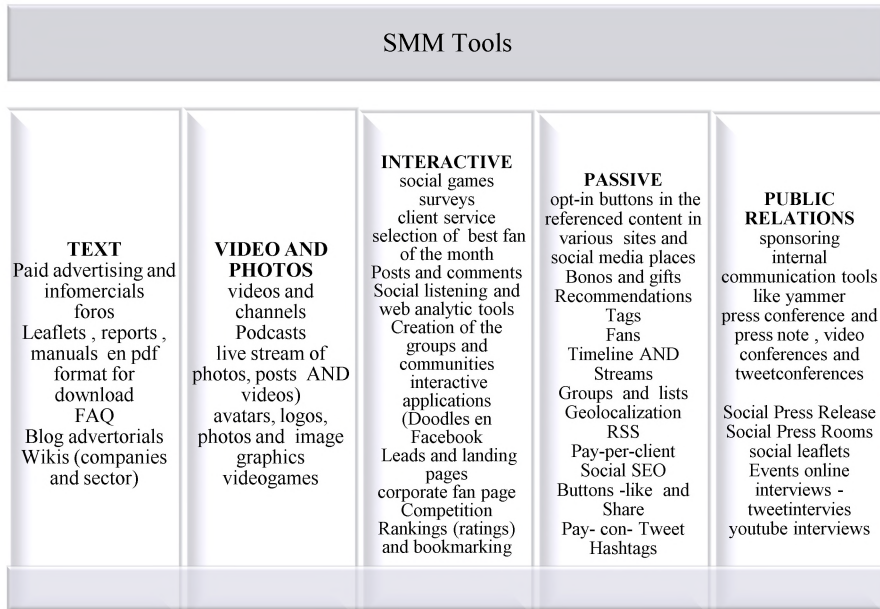 SMM Tools
TEXT
Paid advertising and
infomercials
foros
Leaflets , reports ,
manuals en pdf
format for
download
FAQ
Blog advertorials
Wikis (companies
and sector)
VIDEO AND
PHOTOS
videos and
channels
Podcasts
live stream of
photos, posts AND
videos)
avatars, logos,
photos and image
graphics
videogames
INTERACTIVE
social games
surveys
client service
selection of best fan
of the month
Posts and comments
Social listening and
web analytic tools
Creation of the
groups and
communities
interactive
applications
(Doodles en
Facebook
Leads and landing
pages
corporate fan page
Competition
Rankings (ratings)
and bookmarking
PASSIVE
opt-in buttons in the
referenced content in
various sites and
social media places
Bonos and gifts
Recommendations
Tags
Fans
Timeline AND
Streams
Groups and lists
Geolocalization
RSS
Pay-per-client
Social SEO
Buttons -like and
Share
Pay- con- Tweet
Hashtags
PUBLIC
RELATIONS
sponsoring
internal
communication tools
like yammer
press conference and
press note , video
conferences and
tweetconferences
Social Press Release
Social Press Rooms
social leaflets
Events online
interviews -
tweetintervies
youtube interviews